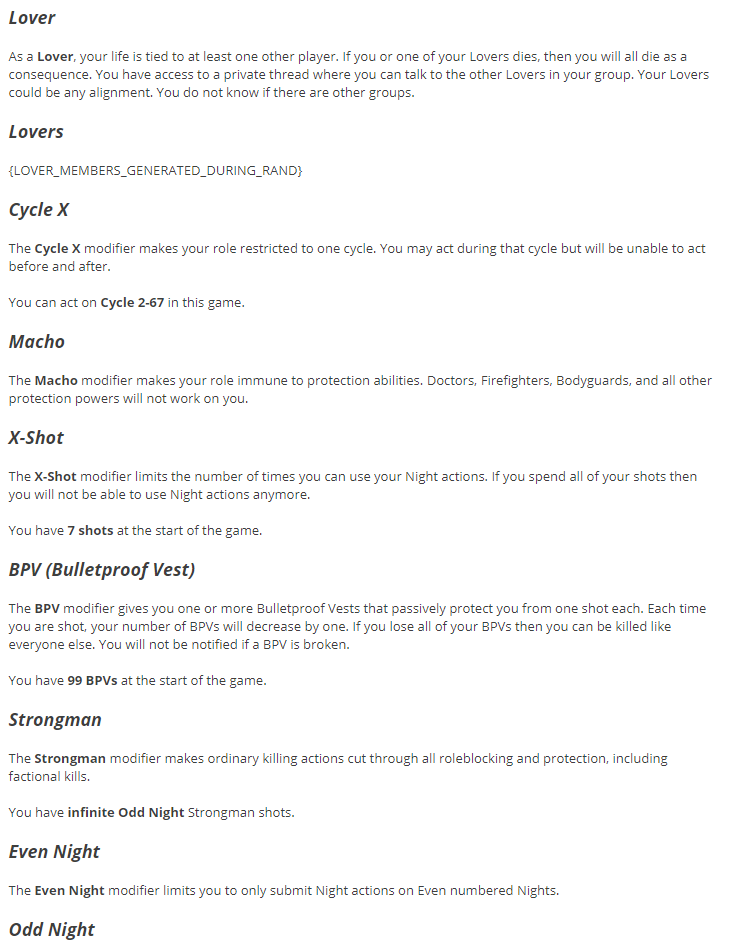 Lover
As a Lover, your life is tied to at least one other player. If you or one of your Lovers dies, then you will all die as a
consequence. You have access to a private thread where you can talk to the other Lovers in your group. Your Lovers
could be any alignment. You do not know if there are other groups.
Lovers
{LOVER_MEMBERS_GENERATED_DURING_RAND}
Cycle X
The Cycle X modifier makes your role restricted to one cycle. You may act during that cycle but will be unable to act
before and after.
You can act on Cycle 2-67 in this game.
Macho
The Macho modifier makes your role immune to protection abilities. Doctors, Firefighters, Bodyguards, and all other
protection powers will not work on you.
X-Shot
The X-Shot modifier limits the number of times you can use your Night actions. If you spend all of your shots then
you will not be able to use Night actions anymore.
You have 7 shots at the start of the game.
BPV (Bulletproof Vest)
The BPV modifier gives you one or more Bulletproof Vests that passively protect you from one shot each. Each time
you are shot, your number of BPVs will decrease by one. If you lose all of your BPVs then you can be killed like
everyone else. You will not be notified if a BPV is broken.
You have 99 BPVs at the start of the game.
Strongman
The Strongman modifier makes ordinary killing actions cut through all roleblocking and protection, including
factional kills.
You have infinite Odd Night Strongman shots.
Even Night
The Even Night modifier limits you to only submit Night actions on Even numbered Nights.
Odd Night